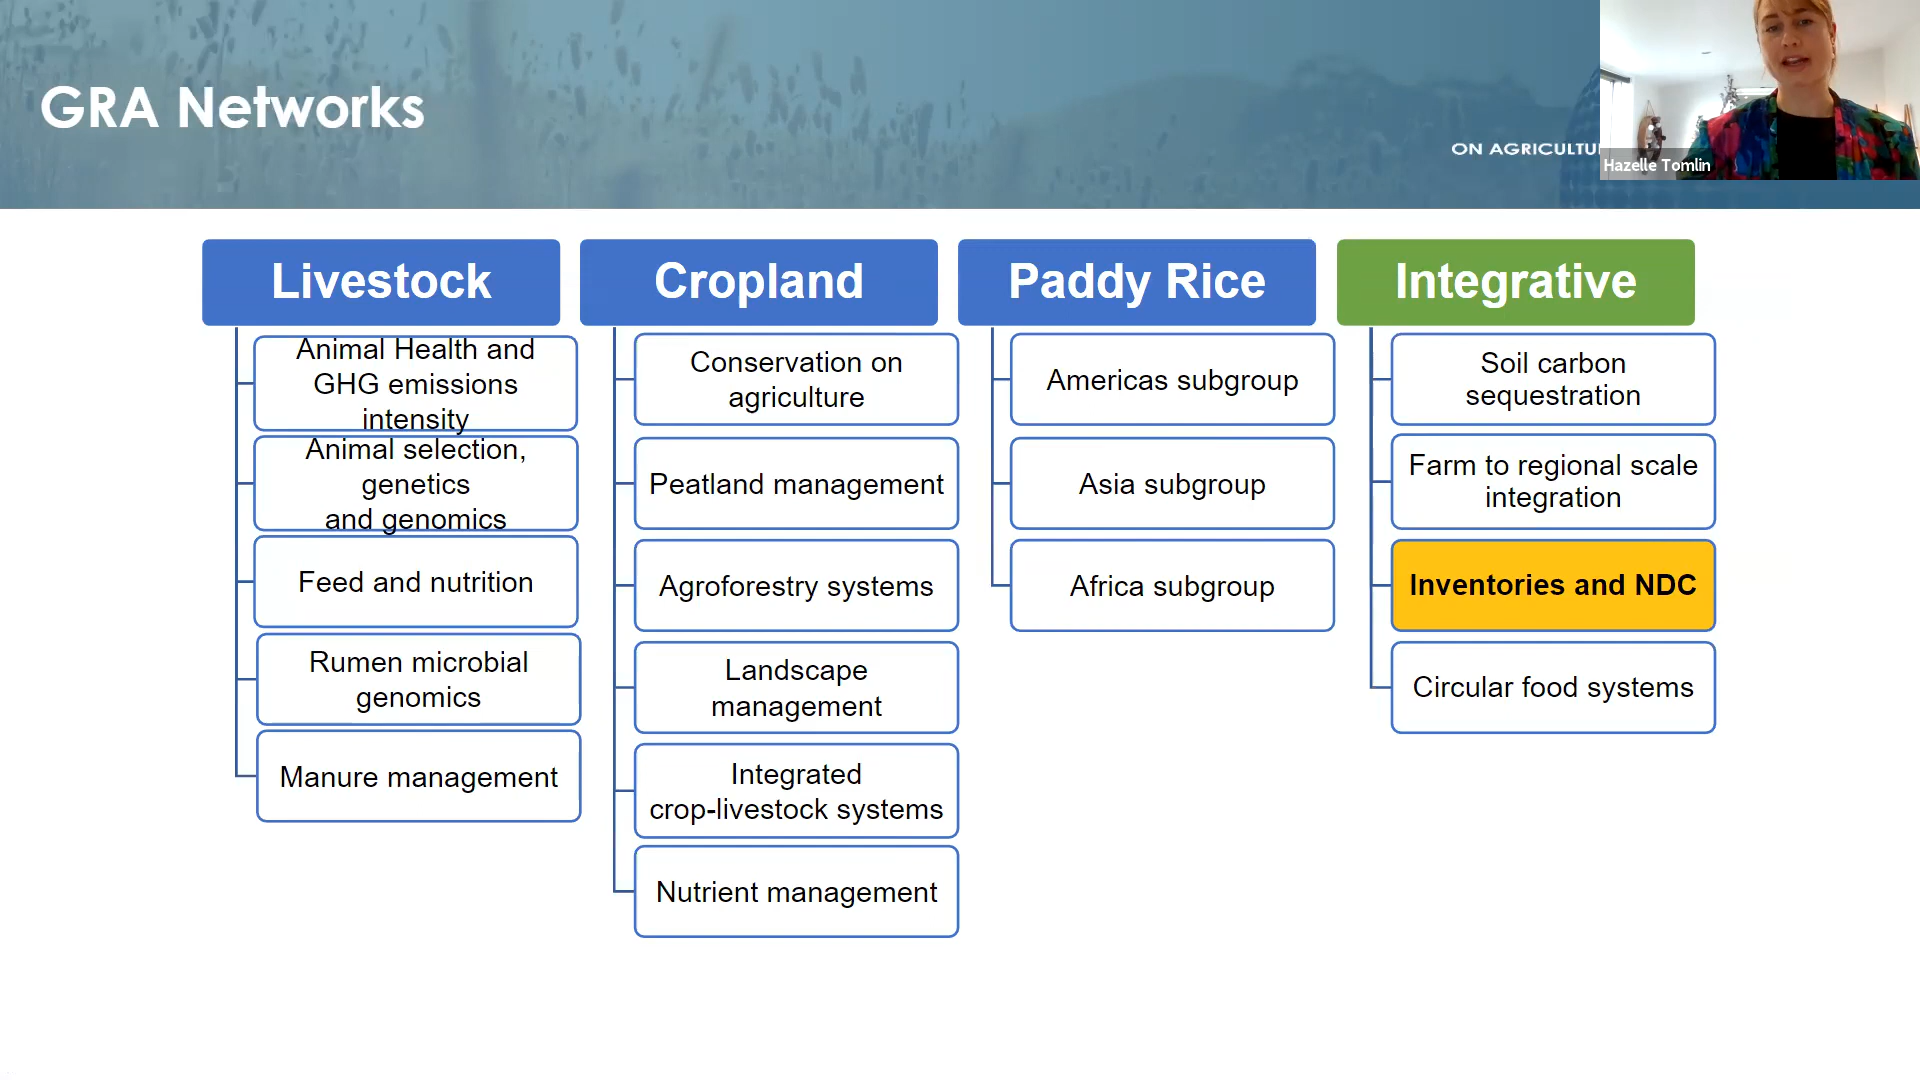 GRA Networks
ON AGRICULTU
Hazelle Tomlin
Livestock
Animal Health and
GHG emissions
intensity
Animal selection,
genetics
and genomics
Feed and nutrition
Rumen microbial
genomics
Manure management
Cropland
Conservation on
agriculture
Peatland management
Agroforestry systems
Landscape
management
Integrated
crop-livestock systems
Nutrient management
Paddy Rice
Americas subgroup
Asia subgroup
Africa subgroup
Integrative
Soil carbon
sequestration
Farm to regional scale
integration
Inventories and NDC
Circular food systems